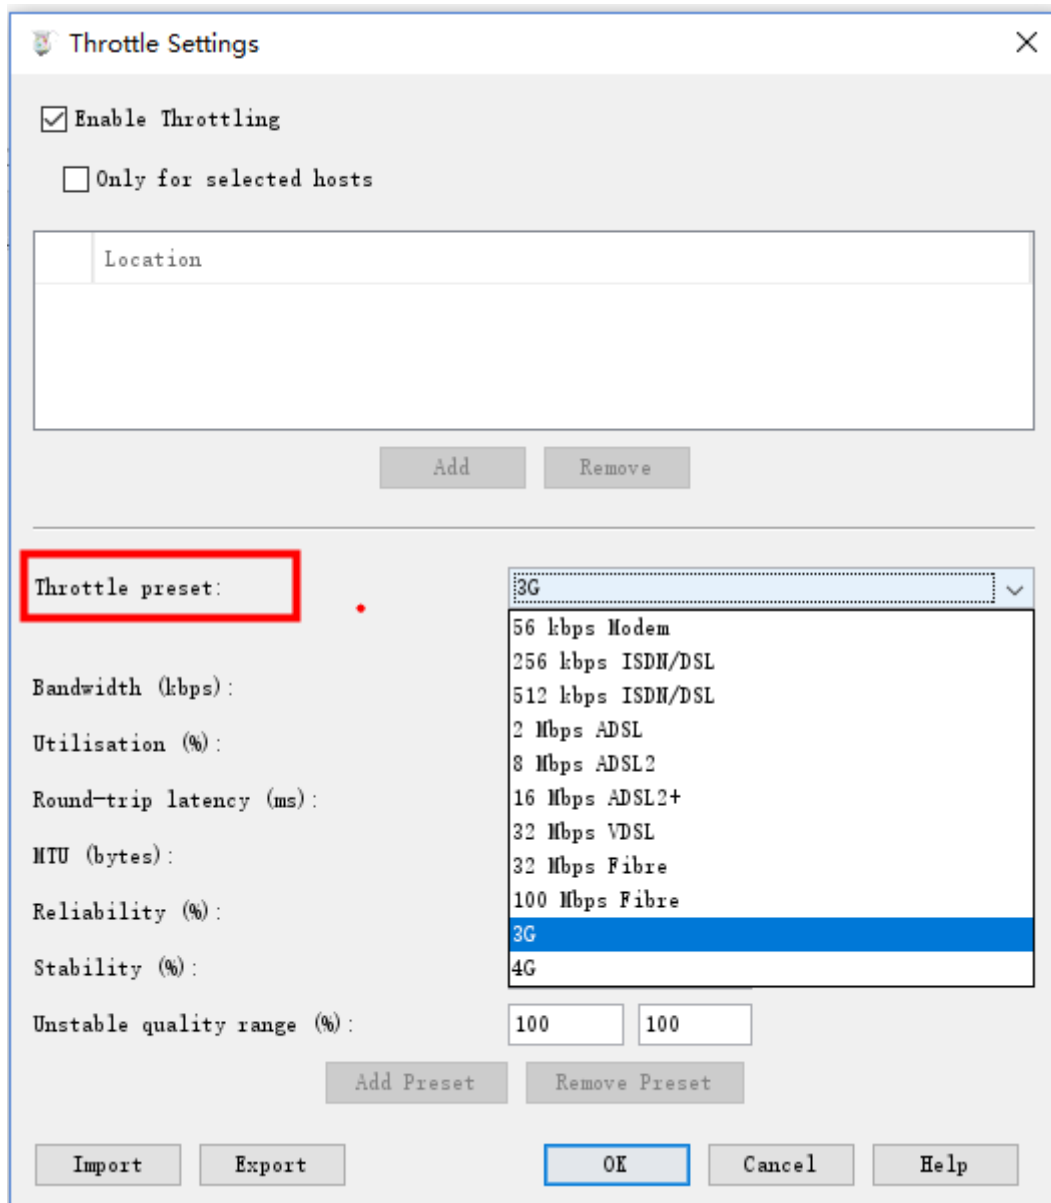 Throttle Settings
Enable Throttling
Only for selected hosts
Location
Add Remove
Throttle preset: 3G
56 kbps Modem
256 kbps ISDN/DSL
512 kbps ISDN/DSL
2 Mbps ADSL
8 Mbps ADSL2
16 Mbps ADSL2+
32 Mbps VDSL
32 Mbps Fibre
100 Mbps Fibre
3G
4G
Bandwidth (kbps):
Utilisation (%):
Round-trip latency (ms):
MTU (bytes):
Reliability (%):
Stability (%):
Unstable quality range (%): 100 100
Add Preset Remove Preset
Import Export OK Cancel Help